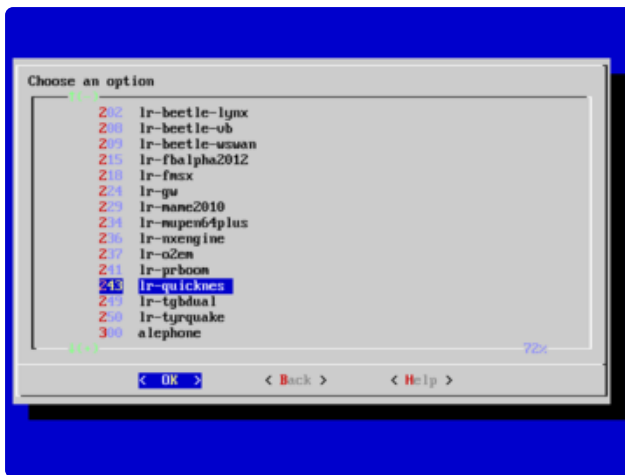 Choose an option
202 lr-beetle-lynx
208 lr-beetle-vb
209 lr-beetle-wswan
215 lr-fbalpha2012
218 lr-fmsx
224 lr-gw
229 lr-mame2010
234 lr-mupen64plus
236 lr-nxengine
237 lr-o2em
241 lr-prboom
243 lr-quicknes
249 lr-tgbdual
250 lr-tyrquake
300 alephone
72%
< OK > < Back > < Help >